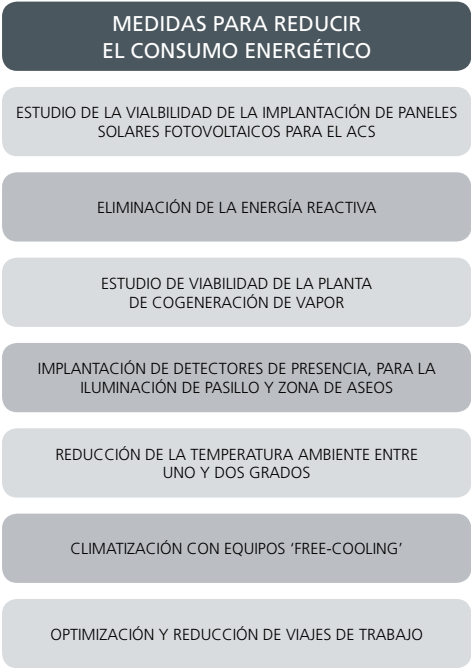 MEDIDAS PARA REDUCIR
EL CONSUMO ENERGÉTICO
ESTUDIO DE LA VIALBILIDAD DE LA IMPLANTACIÓN DE PANELES
SOLARES FOTOVOLTAICOS PARA EL ACS
ELIMINACIÓN DE LA ENERGÍA REACTIVA
ESTUDIO DE VIABILIDAD DE LA PLANTA
DE COGENERACIÓN DE VAPOR
IMPLANTACIÓN DE DETECTORES DE PRESENCIA, PARA LA
ILUMINACIÓN DE PASILLO Y ZONA DE ASEOS
REDUCCIÓN DE LA TEMPERATURA AMBIENTE ENTRE
UNO Y DOS GRADOS
CLIMATIZACIÓN CON EQUIPOS ‘FREE-COOLING’
OPTIMIZACIÓN Y REDUCCIÓN DE VIAJES DE TRABAJO